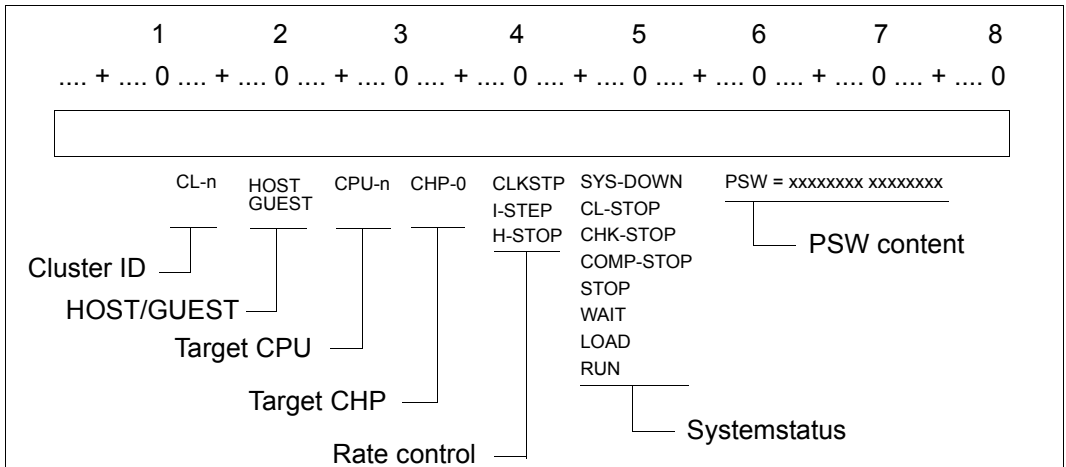 1 2 3 4 5 6 7 8
.... + .... 0 .... + .... 0 .... + .... 0 .... + .... 0 .... + .... 0 .... + .... 0 .... + .... 0 .... + .... 0
CL-n HOST CPU-n CHP-0 CLKSTP SYS-DOWN PSW = xxxxxxxx xxxxxxxx
GUEST I-STEP CL-STOP
H-STOP CHK-STOP PSW content
Cluster ID COMP-STOP
STOP
HOST/GUEST WAIT
Target CPU LOAD
RUN
Target CHP
Systemstatus
Rate control